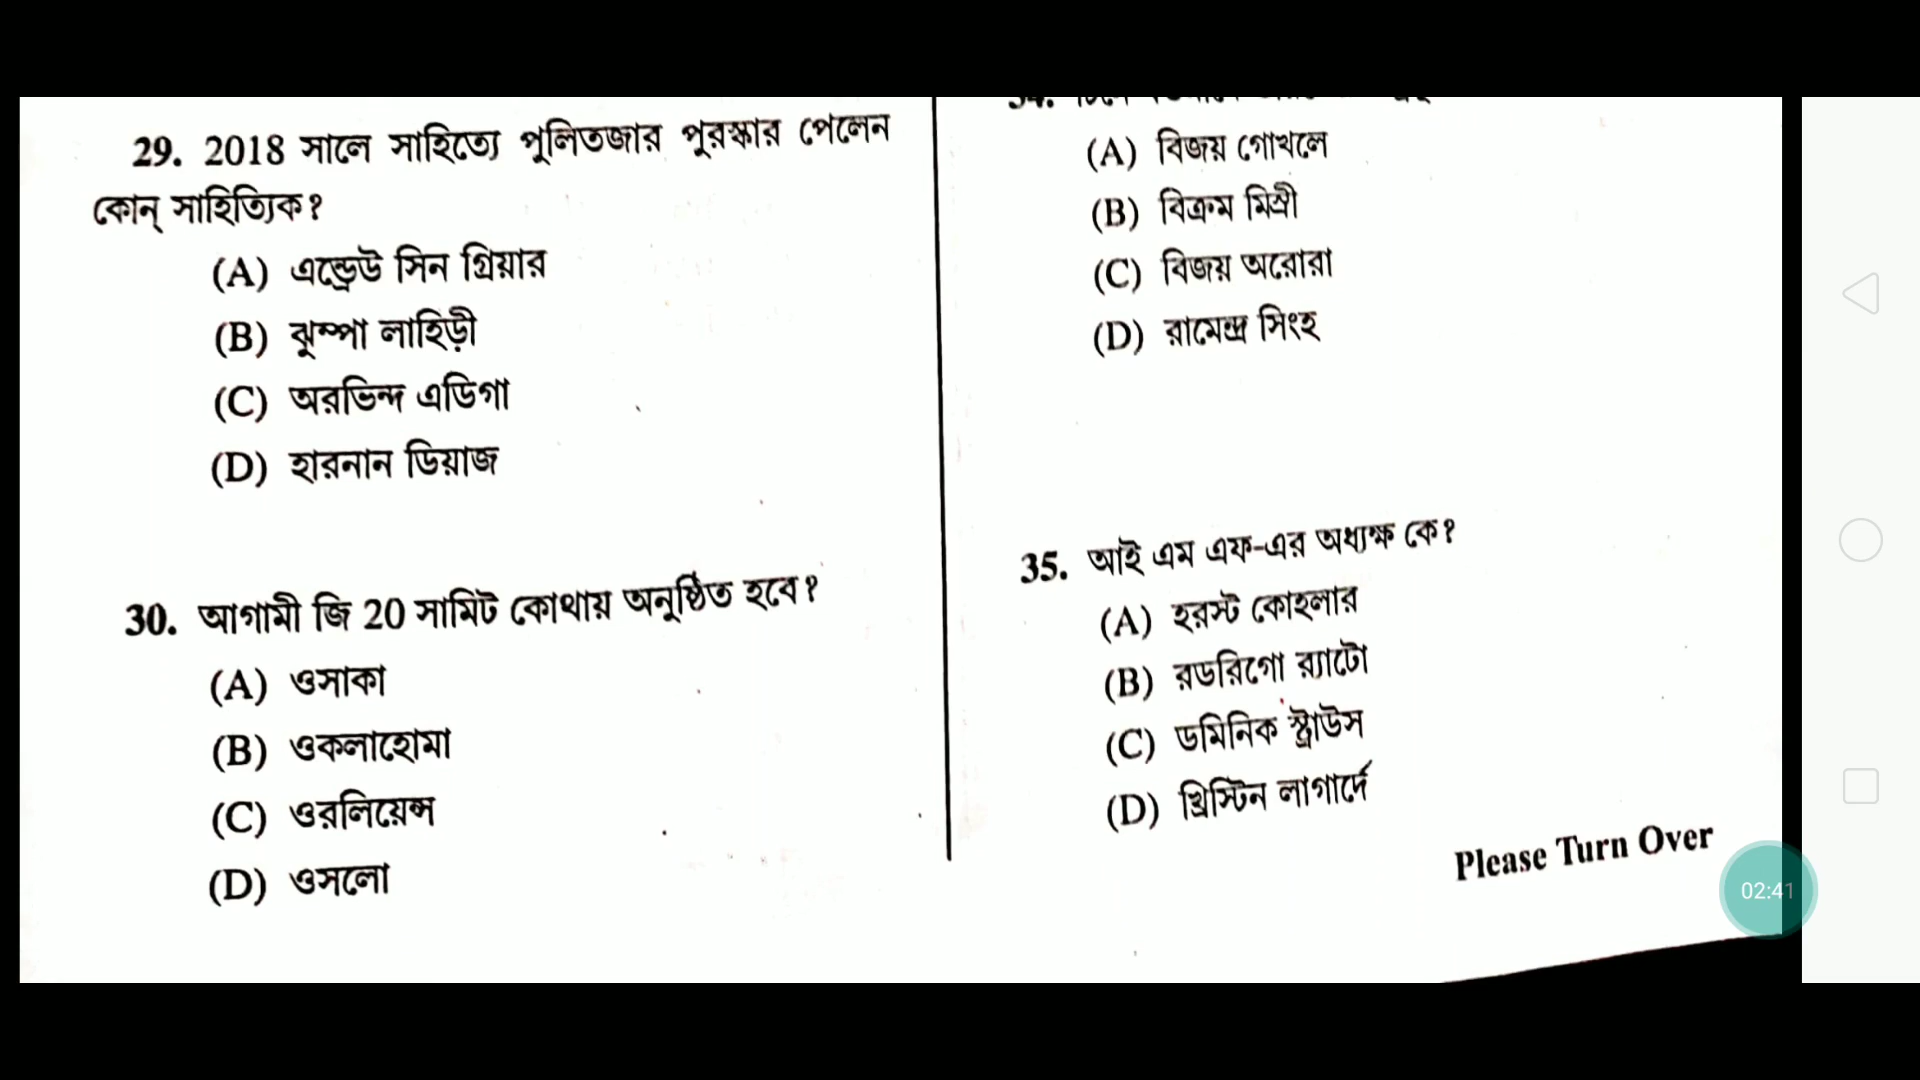 29. 2018 সালে সাহিত্যে পুলিতজার পুরস্কার পেলেন
কোন্ সাহিত্যিক?
(A) এন্ড্রেউ সিন গ্রিয়ার
(B) ঝুম্পা লাহিড়ী
(C) অরভিন্দ এডিগা
(D) হারনান ডিয়াজ
30. আগামী জি 20 সামিট কোথায় অনুষ্ঠিত হবে?
(A) ওসাকা
(B) ওকলাহোমা
(C) ওরলিয়েন্স
(D) ওসলো
(A) বিজয় গোখলে
(B) বিক্রম মিস্রী
(C) বিজয় অরোরা
(D) রামেন্দ্র সিংহ
35. আই এম এফ-এর অধ্যক্ষ কে?
(A) হরস্ট কোহলার
(B) রডরিগো র‍্যাটো
(C) ডমিনিক স্ট্রাউস
(D) খ্রিস্টিন লাগার্দে
Please Turn Over
02:41